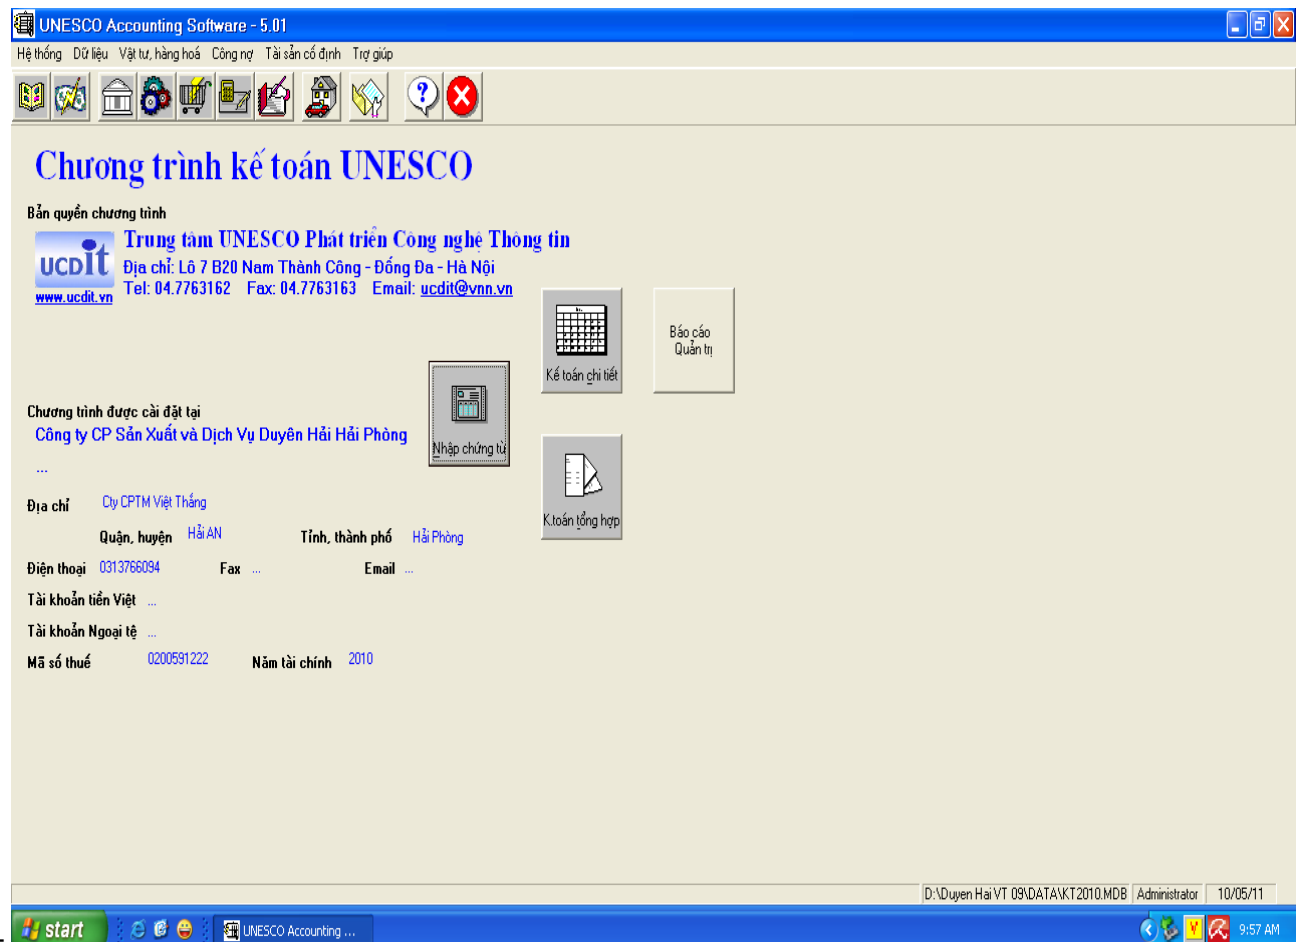 UNESCO Accounting Software - 5.01
Hệ thống Dữ liệu Vật tư, hàng hoá Công nợ Tài sản cố định Trợ giúp
Chương trình kế toán UNESCO
Bản quyền chương trình
ucdit
www.ucdit.vn
Trung tâm UNESCO Phát triển Công nghệ Thông tin
Địa chỉ: Lô 7 B20 Nam Thành Công - Đống Đa - Hà Nội
Tel: 04.7763162 Fax: 04.7763163 Email: ucdit@vnn.vn
Kế toán chi tiết
Báo cáo
Quản trị
Chương trình được cài đặt tại
Công ty CP Sản Xuất và Dịch Vụ Duyên Hải Hải Phòng
...
Nhập chứng từ
K.toán tổng hợp
Địa chỉ Cty CPTM Việt Thắng
Quận, huyện Hải AN Tỉnh, thành phố Hải Phòng
Điện thoại 0313766094 Fax ... Email ...
Tài khoản tiền Việt ...
Tài khoản Ngoại tệ ...
Mã số thuế 0200591222 Năm tài chính 2010
D:\Duyen Hai VT 09\DATA\KT2010.MDB Administrator 10/05/11
start UNESCO Accounting ... 9:57 AM